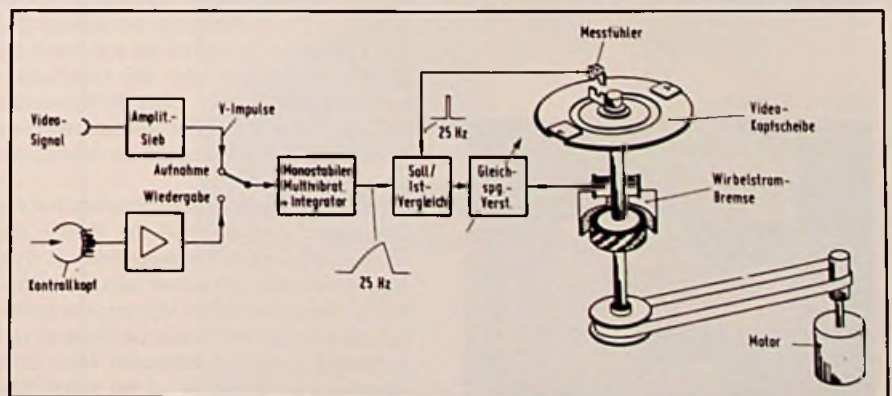 Messfühler
Video-
Signal
Amplit.-
Sieb
V-Impulse
Aufnahme
Wiedergabe
Kontrollkopf
Monostabiler
Multivibrat.
+ Integrator
25 Hz
Soll/
Ist-
Vergleich
25 Hz
Gleich-
spg.-
Verst.
Video-
Kopfscheibe
Wirbelstrom-
Bremse
Motor